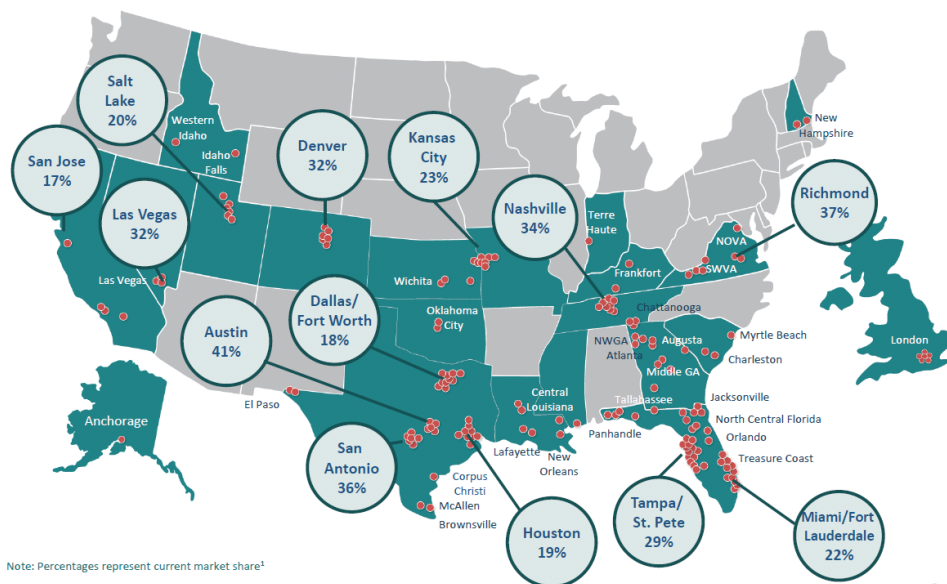 Salt
Lake
20%
Western
Idaho
Idaho
Falls
San Jose
17%
Denver
32%
Kansas
City
23%
New
Hampshire
Las Vegas
32%
Nashville
34%
Terre
Haute
Richmond
37%
NOVA
SWVA
Frankfort
Las Vegas
Wichita
Dallas/
Fort Worth
18%
Oklahoma
City
Chattanooga
Austin
41%
NWGA
Atlanta
Augusta
Myrtle Beach
Charleston
London
Middle GA
El Paso
Central
Louisiana
Tallahassee
Jacksonville
Anchorage
North Central Florida
Panhandle
Orlando
Lafayette
New
Orleans
Treasure Coast
San
Antonio
36%
Corpus
Christi
McAllen
Brownsville
Houston
19%
Tampa/
St. Pete
29%
Miami/Fort
Lauderdale
22%
Note: Percentages represent current market share¹